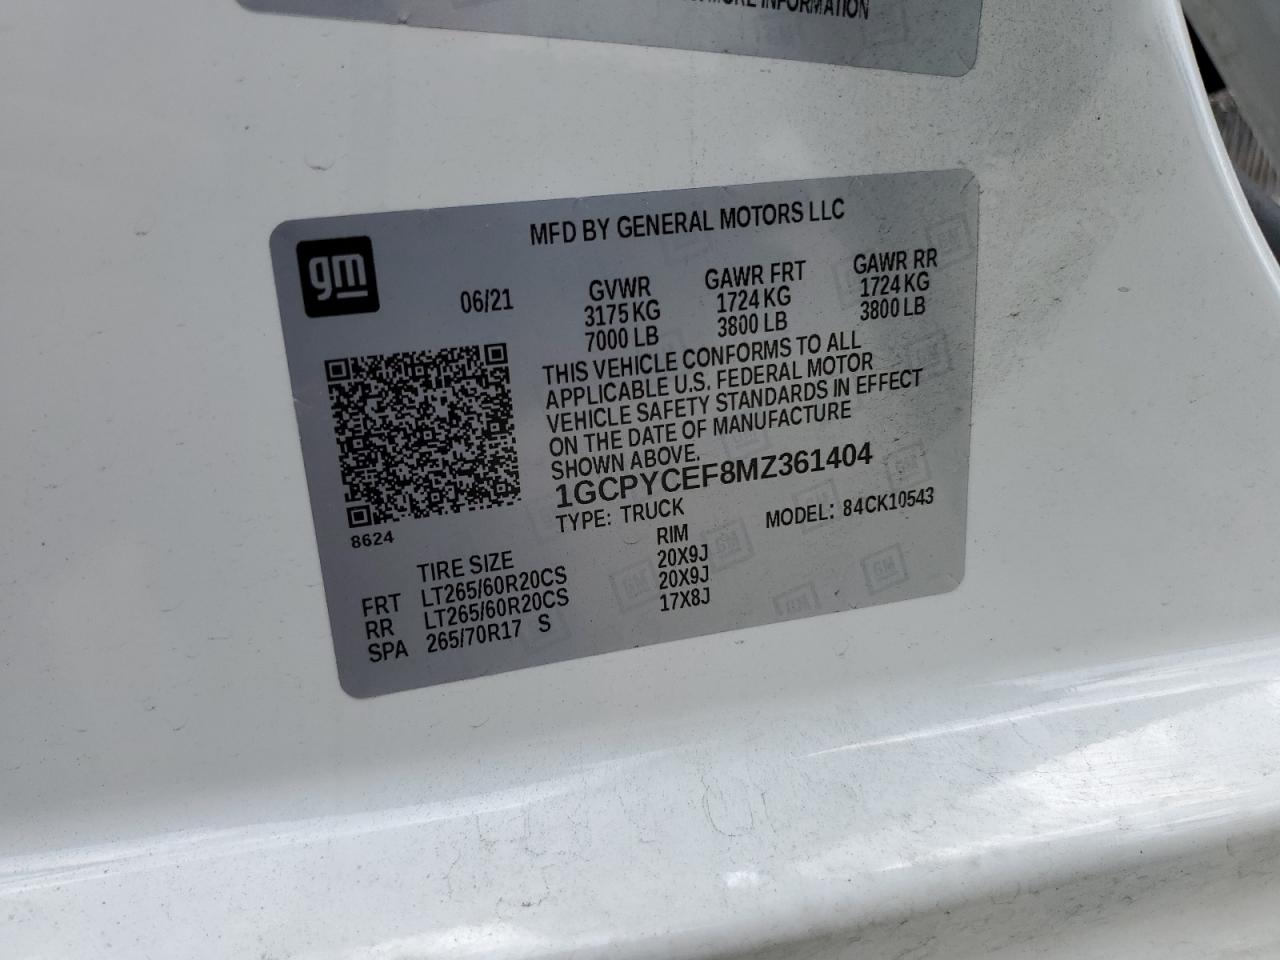 MORE INFORMATION
MFD BY GENERAL MOTORS LLC
gm
06/21
GVWR GAWR FRT GAWR RR
3175 KG 1724 KG 1724 KG
7000 LB 3800 LB 3800 LB
THIS VEHICLE CONFORMS TO ALL
APPLICABLE U.S. FEDERAL MOTOR
VEHICLE SAFETY STANDARDS IN EFFECT
ON THE DATE OF MANUFACTURE
SHOWN ABOVE.
1GCPYCEF8MZ361404
TYPE: TRUCK MODEL: 84CK10543
8624
TIRE SIZE RIM
FRT LT265/60R20CS 20X9J
RR LT265/60R20CS 20X9J
SPA 265/70R17 S 17X8J